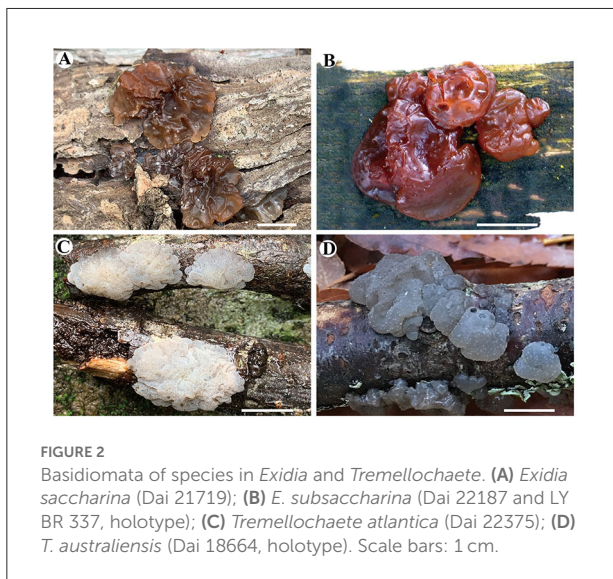 A
B
C
D
FIGURE 2
Basidiomata of species in Exidia and Tremellochaete. (A) Exidia
saccharina (Dai 21719); (B) E. subsaccharina (Dai 22187 and LY
BR 337, holotype); (C) Tremellochaete atlantica (Dai 22375); (D)
T. australiensis (Dai 18664, holotype). Scale bars: 1 cm.